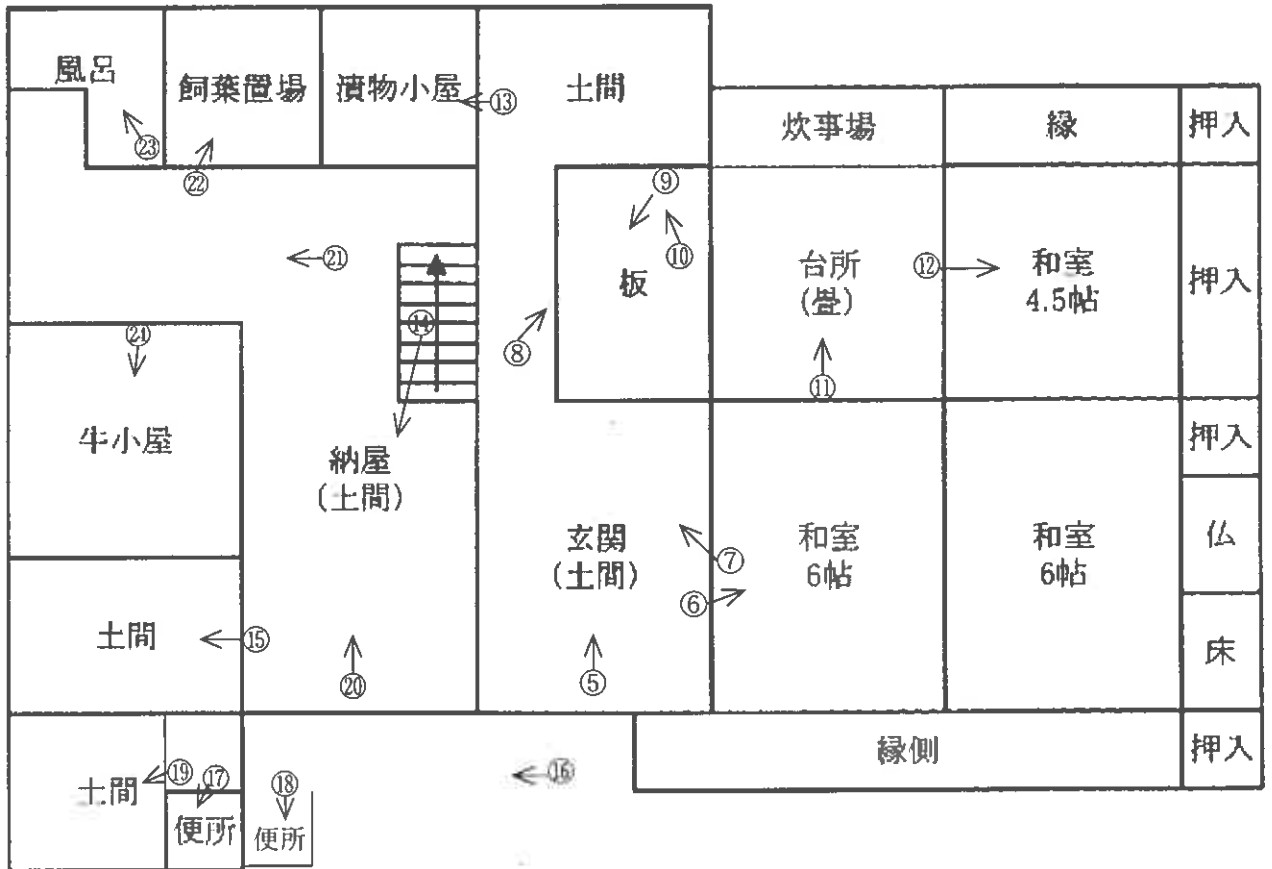 風呂
飼葉置場
漬物小屋
土間
⑬
㉓
㉒
炊事場
縁
押入
⑨
⑩
板
台所
(畳)
⑫
和室
4.5帖
押入
㉑
⑭
⑧
⑪
㉔
牛小屋
納屋
(土間)
玄関
(土間)
⑦
⑥
⑤
和室
6帖
和室
6帖
押入
仏
床
土間
⑮
⑳
縁側
押入
⑯
土間
⑲
⑰
⑱
便所
便所